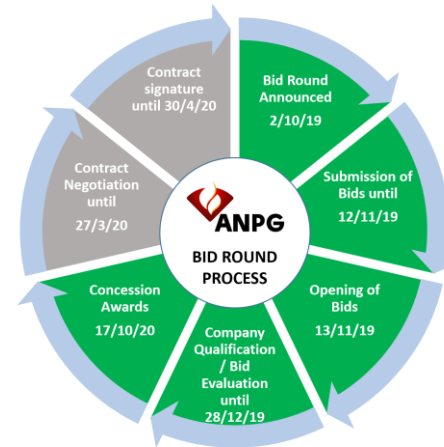 Bid Round
Announced
2/10/19
Submission of
Bids until
12/11/19
Opening of
Bids
13/11/19
Company
Qualification
/ Bid
Evaluation
until
28/12/19
Concession
Awards
17/10/20
Contract
Negotiation
until
27/3/20
Contract
signature
until 30/4/20
ANPG
BID ROUND
PROCESS